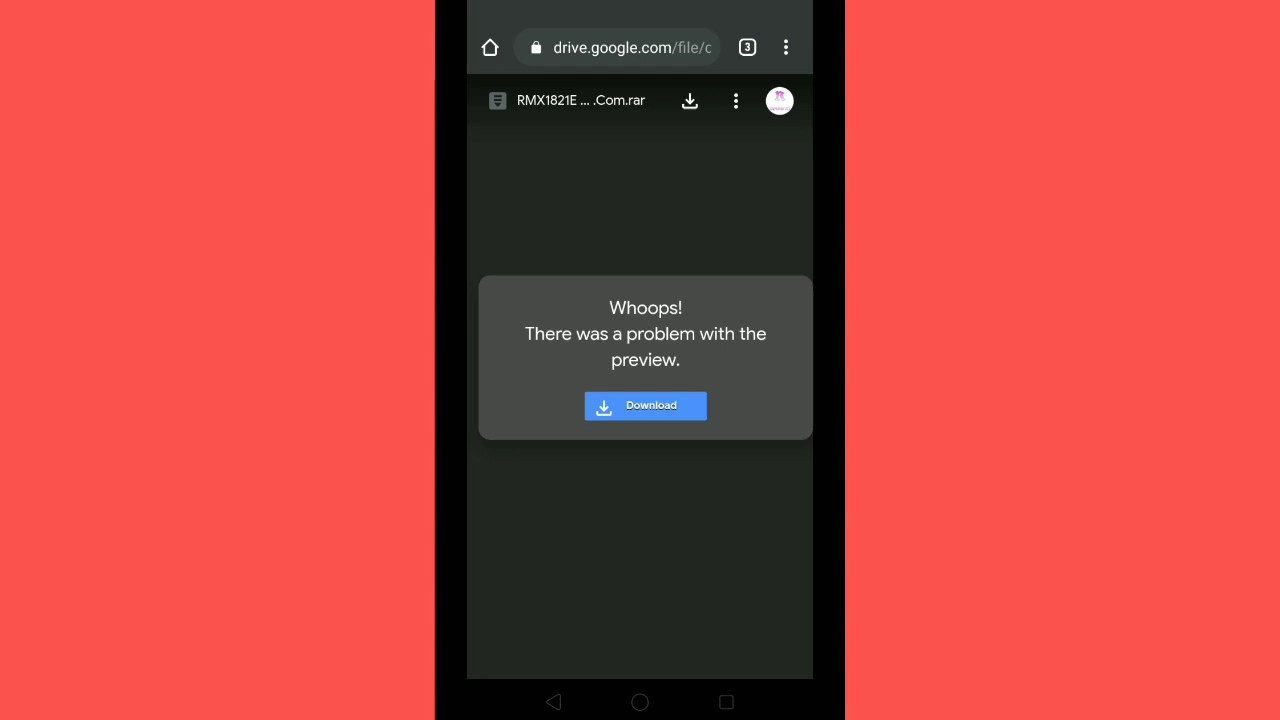 drive.google.com/file/c
3
RMX1821E ... .Com.rar
Whoops!
There was a problem with the
preview.
Download